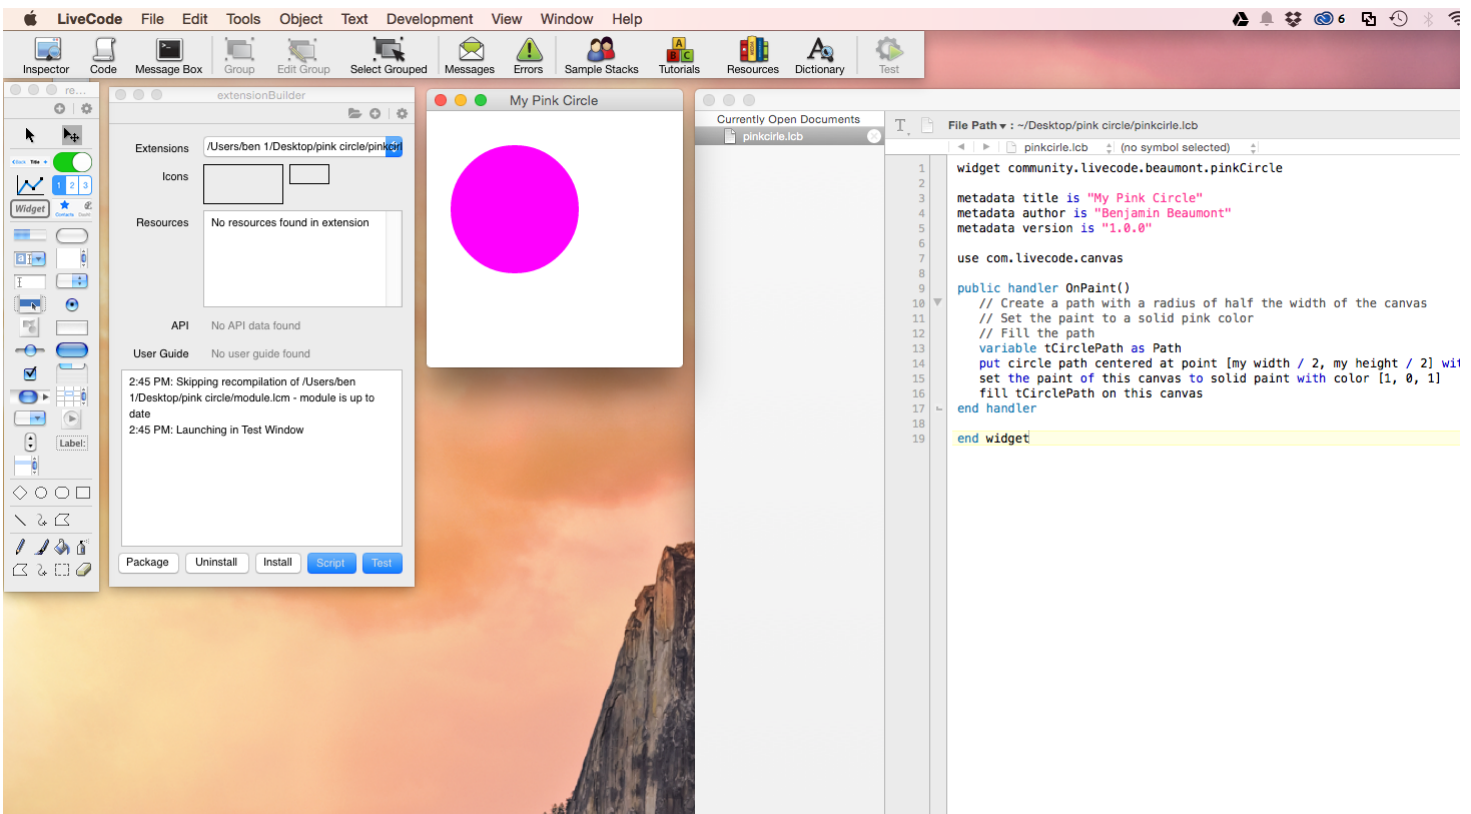 LiveCode File Edit Tools Object Text Development View Window Help 6
Inspector Code Message Box Group Edit Group Select Grouped Messages Errors Sample Stacks Tutorials Resources Dictionary Test
re...
Title
1 2 3
Widget
Contacts
Label:
extensionBuilder
Extensions /Users/ben 1/Desktop/pink circle/pinkcirl
Icons
Resources No resources found in extension
API No API data found
User Guide No user guide found
2:45 PM: Skipping recompilation of /Users/ben
1/Desktop/pink circle/module.lcm - module is up to
date
2:45 PM: Launching in Test Window
Package Uninstall Install Script Test
My Pink Circle
Currently Open Documents
pinkcirle.lcb
File Path : ~/Desktop/pink circle/pinkcirle.lcb
pinkcirle.lcb (no symbol selected)
1 widget community.livecode.beaumont.pinkCircle
2
3 metadata title is "My Pink Circle"
4 metadata author is "Benjamin Beaumont"
5 metadata version is "1.0.0"
6
7 use com.livecode.canvas
8
9 public handler OnPaint()
10 // Create a path with a radius of half the width of the canvas
11 // Set the paint to a solid pink color
12 // Fill the path
13 variable tCirclePath as Path
14 put circle path centered at point [my width / 2, my height / 2] wit
15 set the paint of this canvas to solid paint with color [1, 0, 1]
16 fill tCirclePath on this canvas
17 end handler
18
19 end widget